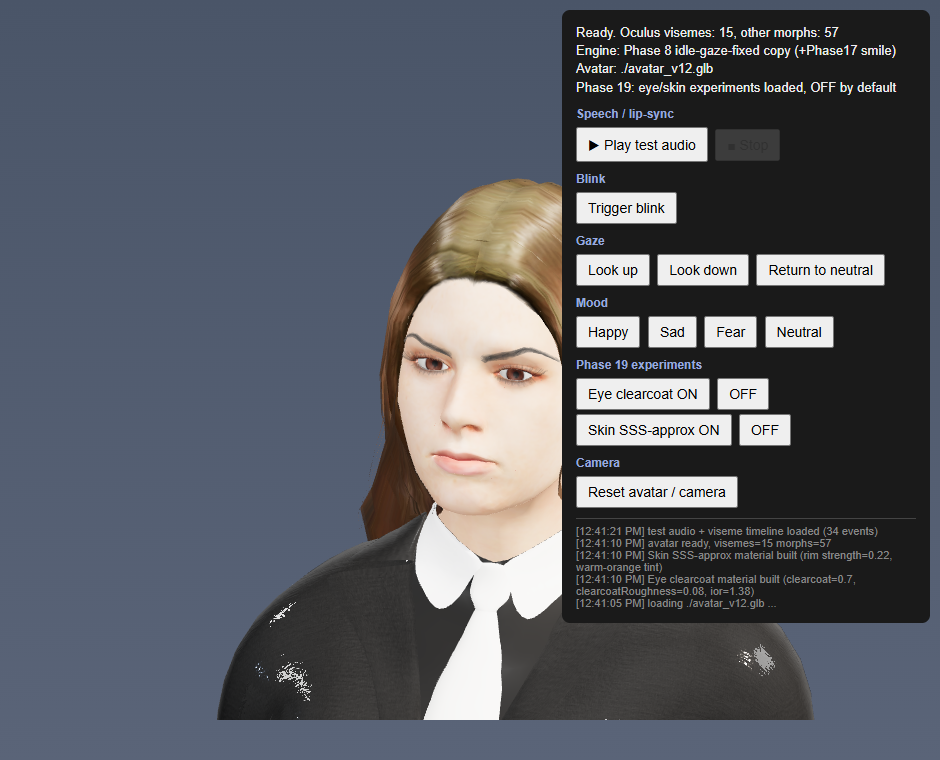 Ready. Oculus visemes: 15, other morphs: 57
Engine: Phase 8 idle-gaze-fixed copy (+Phase17 smile)
Avatar: ./avatar_v12.glb
Phase 19: eye/skin experiments loaded, OFF by default
Speech / lip-sync
▶ Play test audio ■ Stop
Blink
Trigger blink
Gaze
Look up Look down Return to neutral
Mood
Happy Sad Fear Neutral
Phase 19 experiments
Eye clearcoat ON OFF
Skin SSS-approx ON OFF
Camera
Reset avatar / camera
[12:41:21 PM] test audio + viseme timeline loaded (34 events)
[12:41:10 PM] avatar ready, visemes=15 morphs=57
[12:41:10 PM] Skin SSS-approx material built (rim strength=0.22,
warm-orange tint)
[12:41:10 PM] Eye clearcoat material built (clearcoat=0.7,
clearcoatRoughness=0.08, ior=1.38)
[12:41:05 PM] loading ./avatar_v12.glb ...